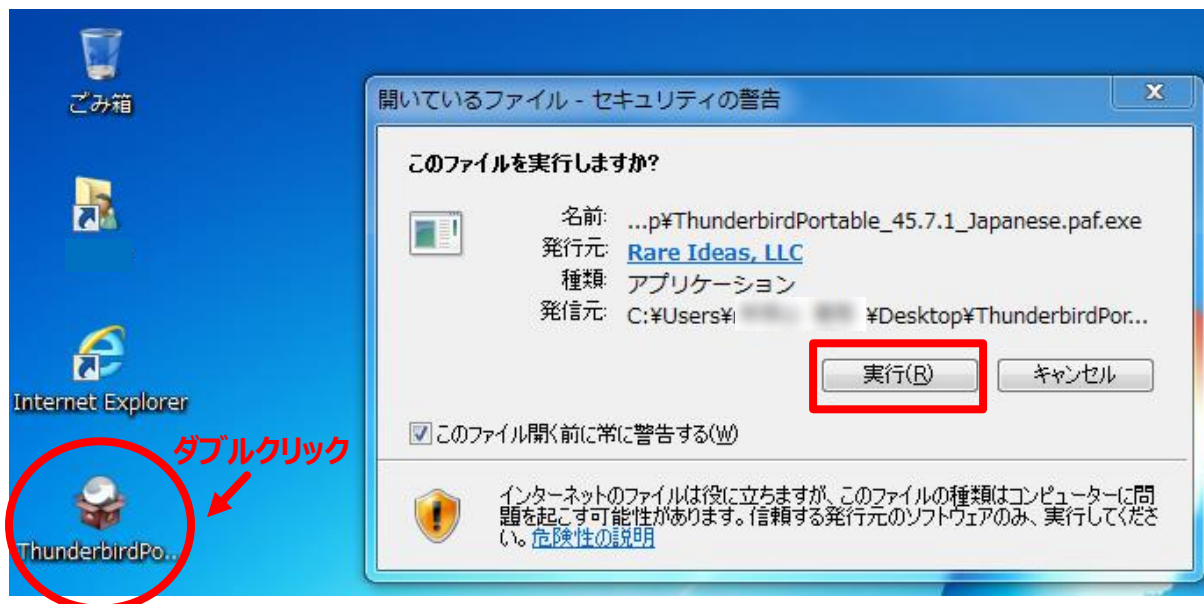 ごみ箱
Internet Explorer
ダブルクリック
ThunderbirdPo...
開いているファイル - セキュリティの警告
このファイルを実行しますか?
名前: ...p¥ThunderbirdPortable_45.7.1_Japanese.paf.exe
発行元: Rare Ideas, LLC
種類: アプリケーション
発信元: C:¥Users¥ ¥Desktop¥ThunderbirdPor...
実行(R) キャンセル
このファイル開く前に常に警告する(W)
インターネットのファイルは役に立ちますが、このファイルの種類はコンピューターに問
題を起こす可能性があります。信頼する発行元のソフトウェアのみ、実行してくださ
い。危険性の説明